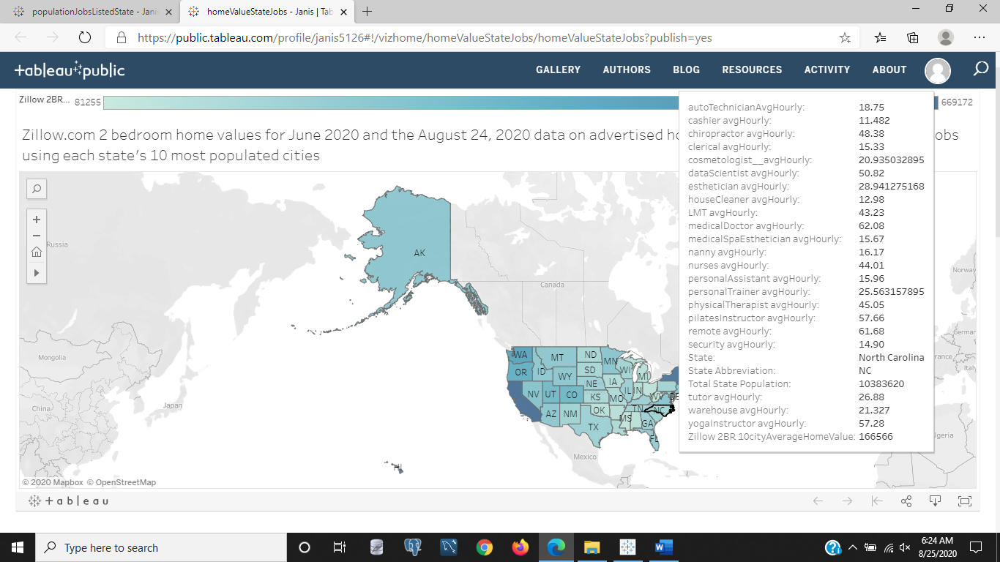 populationJobsListedState - Jani
homeValueStateJobs - Janis | Tab
https://public.tableau.com/profile/janis5126#!/vizhome/homeValueStateJobs/homeValueStateJobs?publish=yes
+ableau public
GALLERY AUTHORS BLOG RESOURCES ACTIVITY ABOUT
Zillow 2BR... 81255 669172
Zillow.com 2 bedroom home values for June 2020 and the August 24, 2020 data on advertised ho obs
using each state's 10 most populated cities
autoTechnicianAvgHourly: 18.75
cashier avgHourly: 11.482
chiropractor avgHourly: 48.38
clerical avgHourly: 15.33
cosmetologist__avgHourly: 20.935032895
dataScientist avgHourly: 50.82
esthetician avgHourly: 28.941275168
houseCleaner avgHourly: 12.98
LMT avgHourly: 43.23
medicalDoctor avgHourly: 62.08
medicalSpaEsthetician avgHourly: 15.67
nanny avgHourly: 16.17
nurses avgHourly: 44.01
personalAssistant avgHourly: 15.96
personalTrainer avgHourly: 25.563157895
physicalTherapist avgHourly: 45.05
pilatesInstructor avgHourly: 57.66
remote avgHourly: 61.68
security avgHourly: 14.90
State: North Carolina
State Abbreviation: NC
Total State Population: 10383620
tutor avgHourly: 26.88
warehouse avgHourly: 21.327
yogaInstructor avgHourly: 57.28
Zillow 2BR 10cityAverageHomeValue: 166566
Russia
AK
Canada
Norway
German
Mongolia
WA MT ND MN
OR ID SD WI MI
WY
rance
Ital
NE IA
NV UT CO IL IN
KS MO WV DE
China
Japan
AZ NM OK TN NC
TX MS GA
FL
Mexico
lgeria
HI
© 2020 Mapbox © OpenStreetMap
+ a b l e a u
Type here to search
6:24 AM
8/25/2020